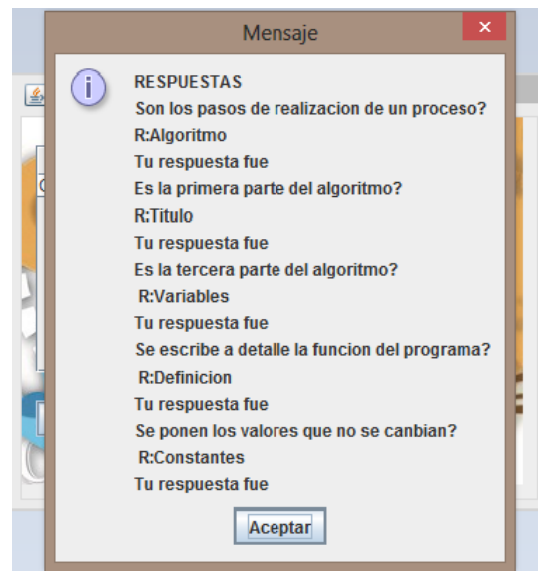 Mensaje
RESPUESTAS
Son los pasos de realizacion de un proceso?
R:Algoritmo
Tu respuesta fue
Es la primera parte del algoritmo?
R:Titulo
Tu respuesta fue
Es la tercera parte del algoritmo?
R:Variables
Tu respuesta fue
Se escribe a detalle la funcion del programa?
R:Definicion
Tu respuesta fue
Se ponen los valores que no se canbian?
R:Constantes
Tu respuesta fue
Aceptar